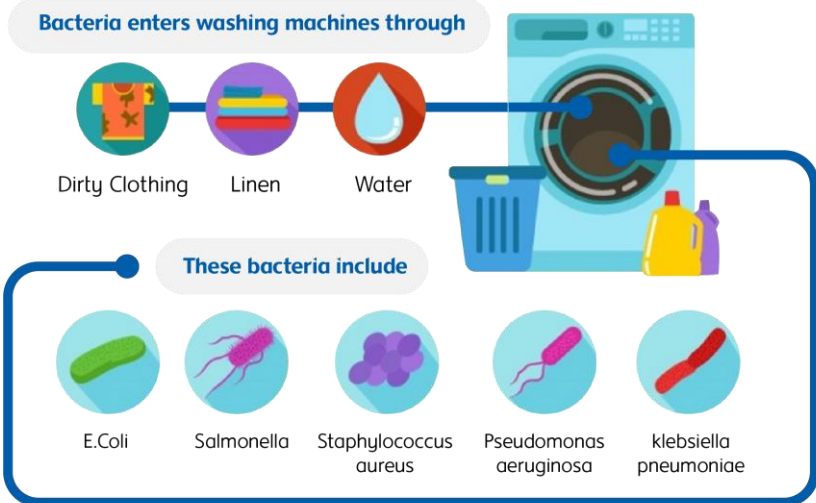 Bacteria enters washing machines through
Dirty Clothing
Linen
Water
These bacteria include
E.Coli
Salmonella
Staphylococcus
aureus
Pseudomonas
aeruginosa
klebsiella
pneumoniae